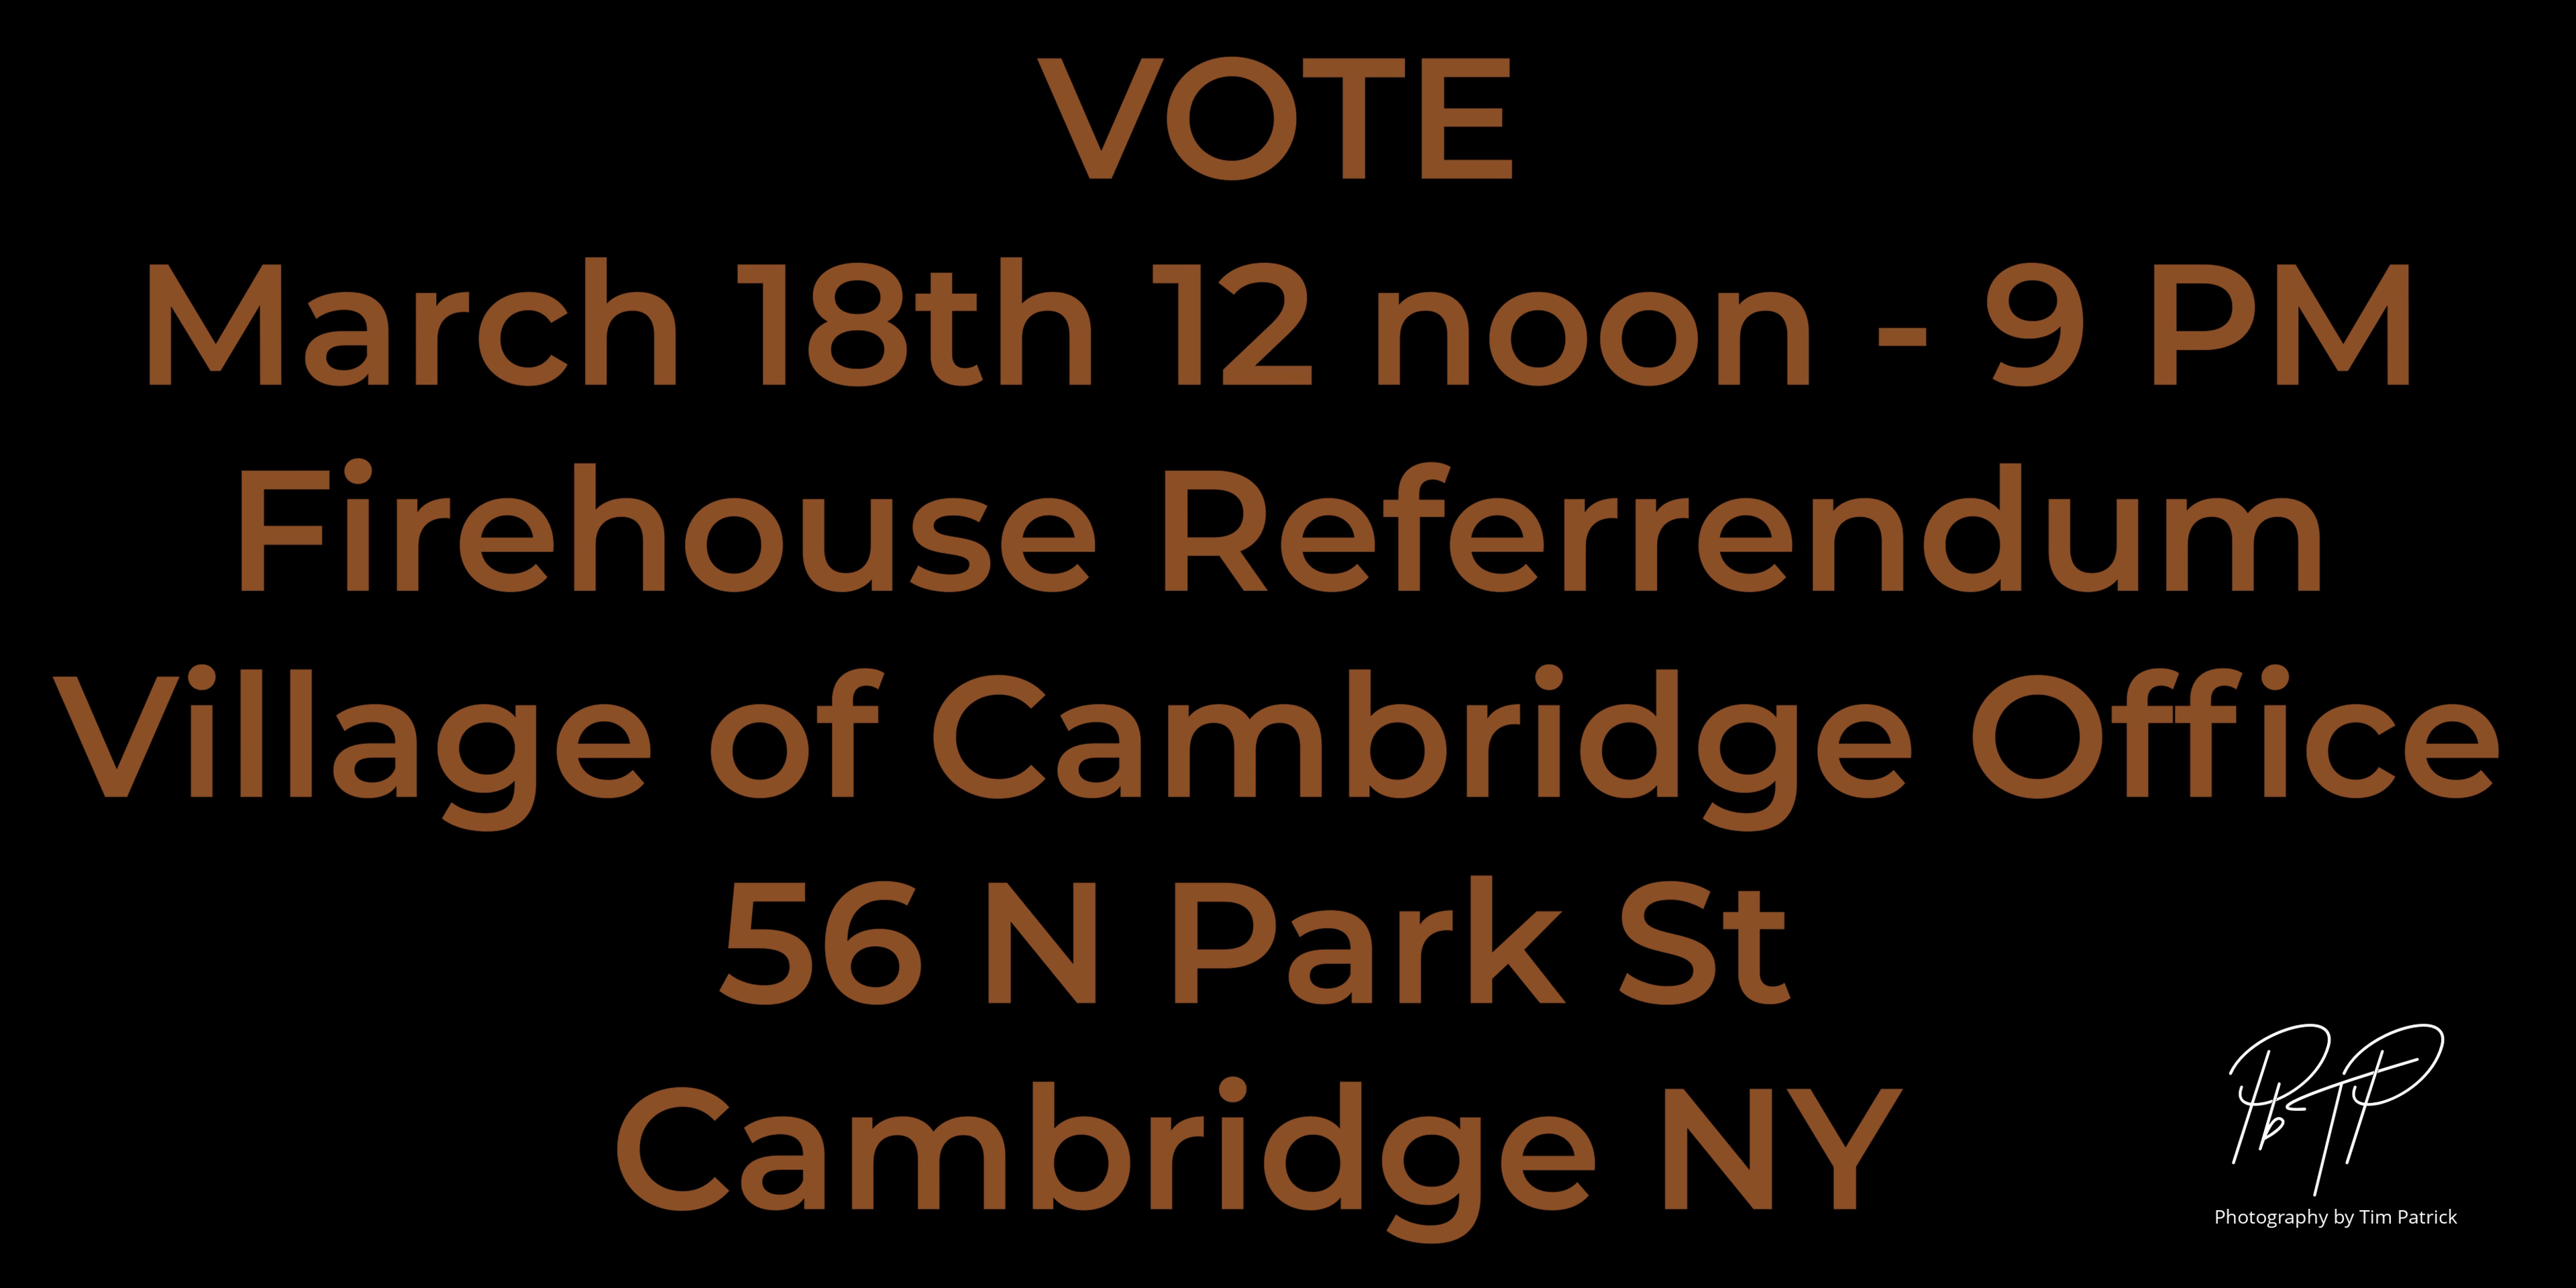 VOTE
March 18th 12 noon - 9 PM
Firehouse Referrendum
Village of Cambridge Office
56 N Park St
Cambridge NY
PbTP
Photography by Tim Patrick